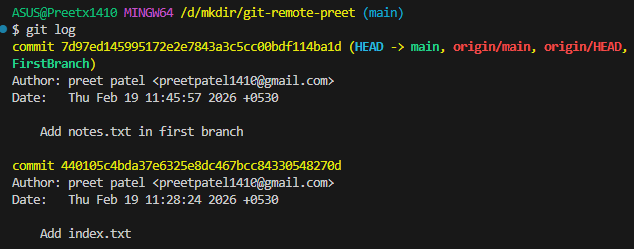 ASUS@Preetx1410 MINGW64 /d/mkdir/git-remote-preet (main)
$ git log
commit 7d97ed145995172e2e7843a3c5cc00bdf114ba1d (HEAD -> main, origin/main, origin/HEAD,
FirstBranch)
Author: preet patel <preetpatel1410@gmail.com>
Date:   Thu Feb 19 11:45:57 2026 +0530
    Add notes.txt in first branch
commit 440105c4bda37e6325e8dc467bcc84330548270d
Author: preet patel <preetpatel1410@gmail.com>
Date:   Thu Feb 19 11:28:24 2026 +0530
    Add index.txt